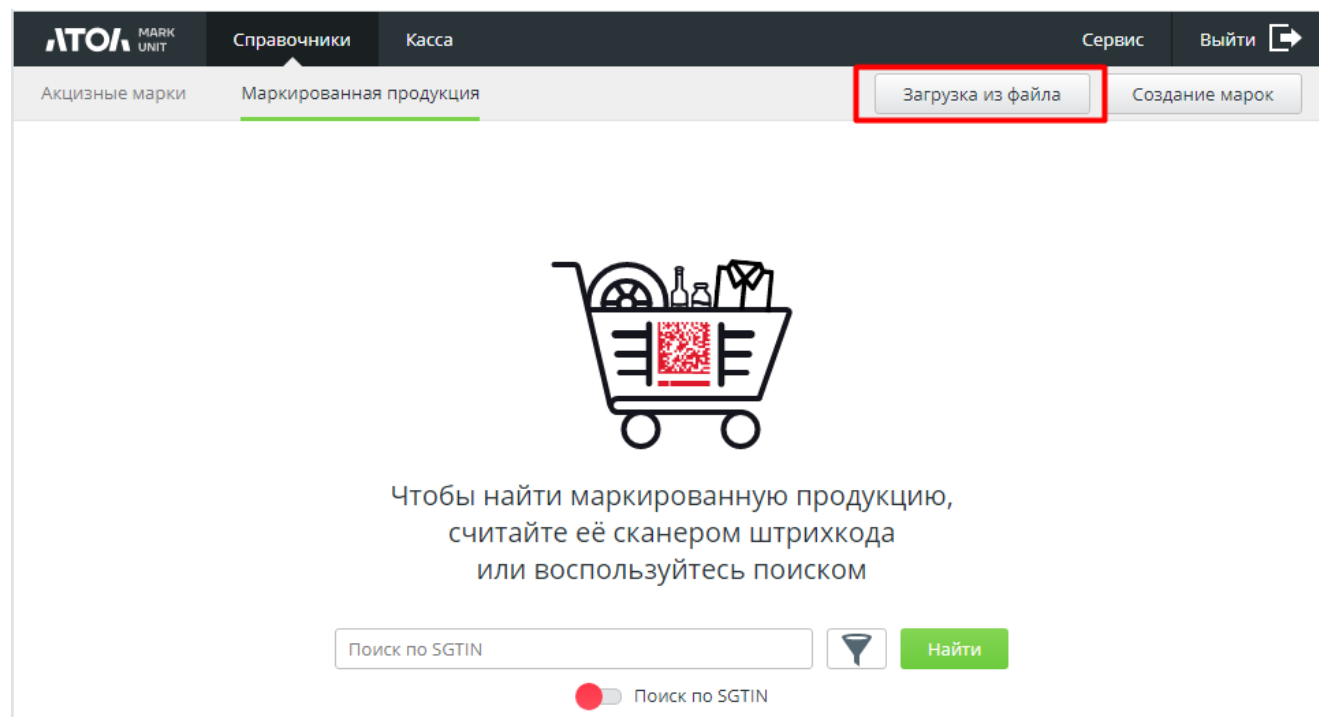 АТОЛ MARK UNIT
Справочники
Касса
Сервис
Выйти
Акцизные марки
Маркированная продукция
Загрузка из файла
Создание марок
Чтобы найти маркированную продукцию,
считайте её сканером штрихкода
или воспользуйтесь поиском
Поиск по SGTIN
Найти
Поиск по SGTIN